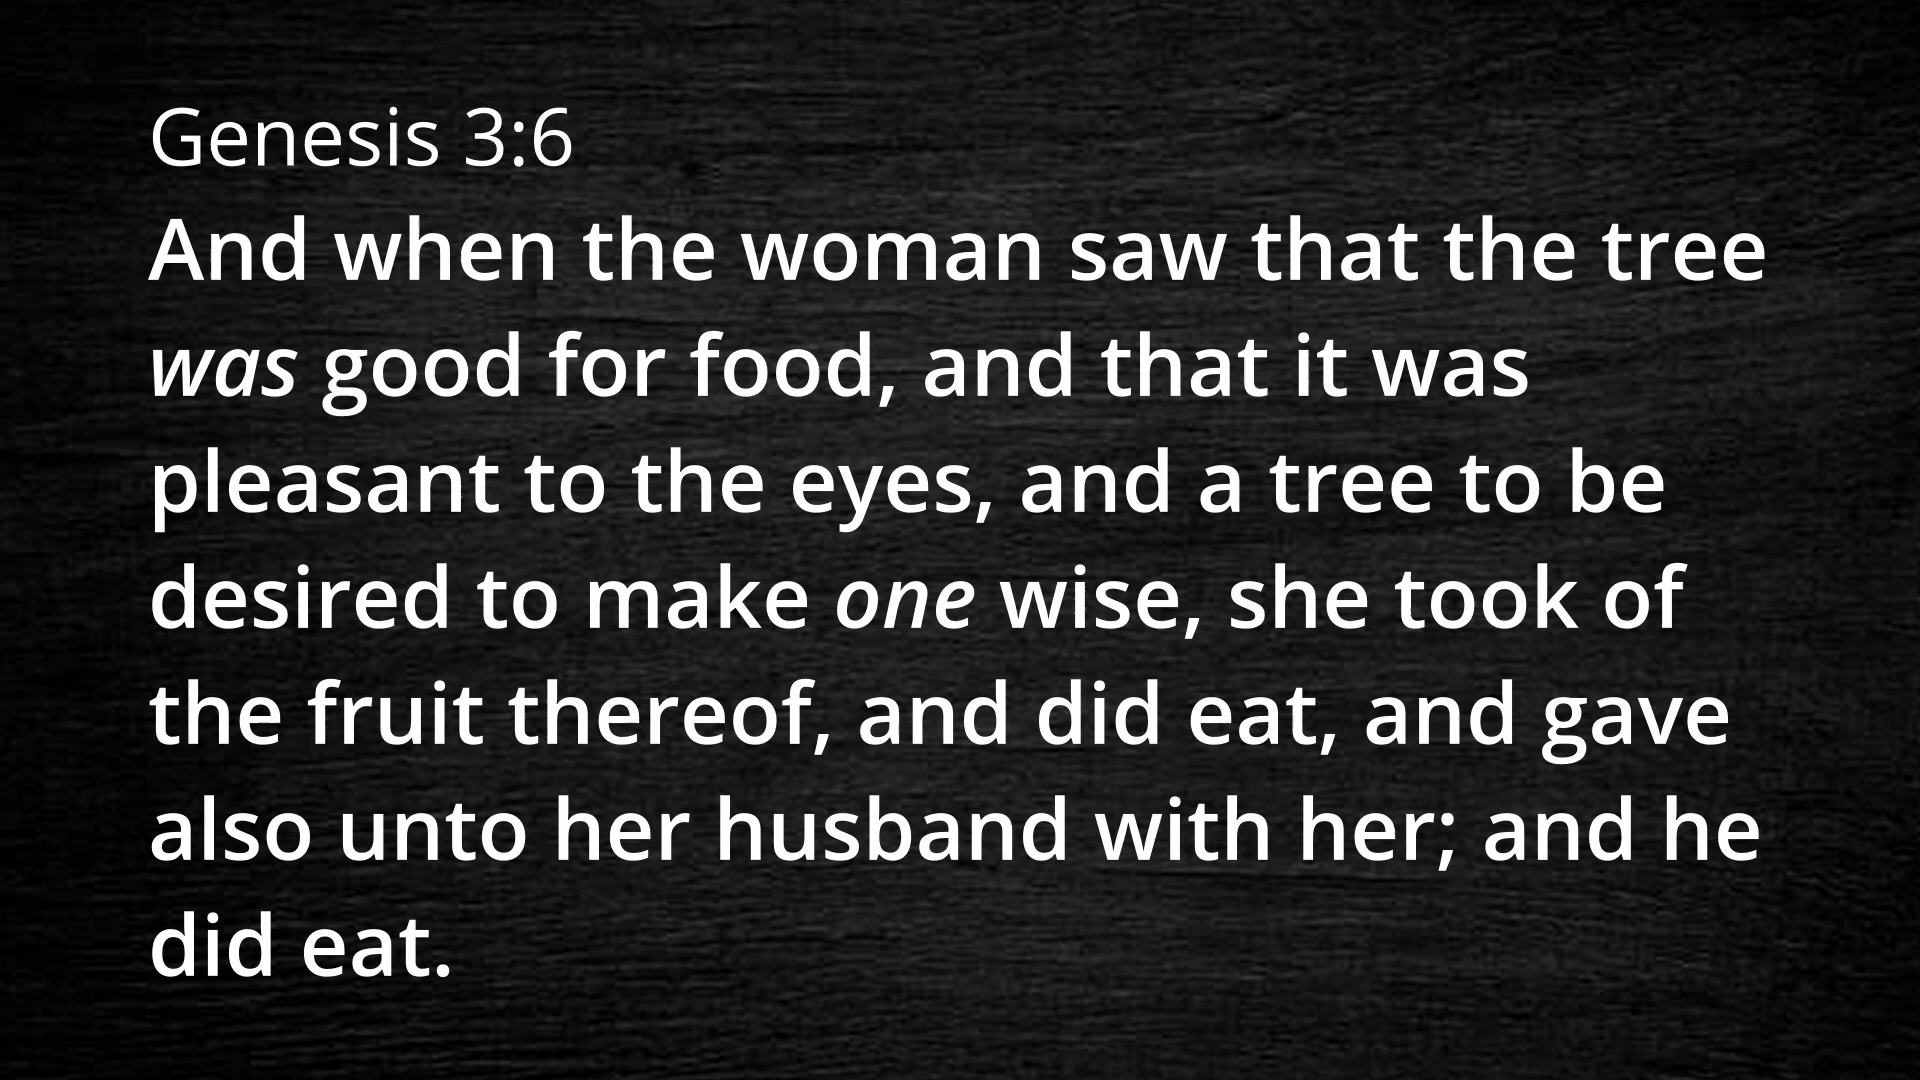 Genesis 3:6
And when the woman saw that the tree
was good for food, and that it was
pleasant to the eyes, and a tree to be
desired to make one wise, she took of
the fruit thereof, and did eat, and gave
also unto her husband with her; and he
did eat.